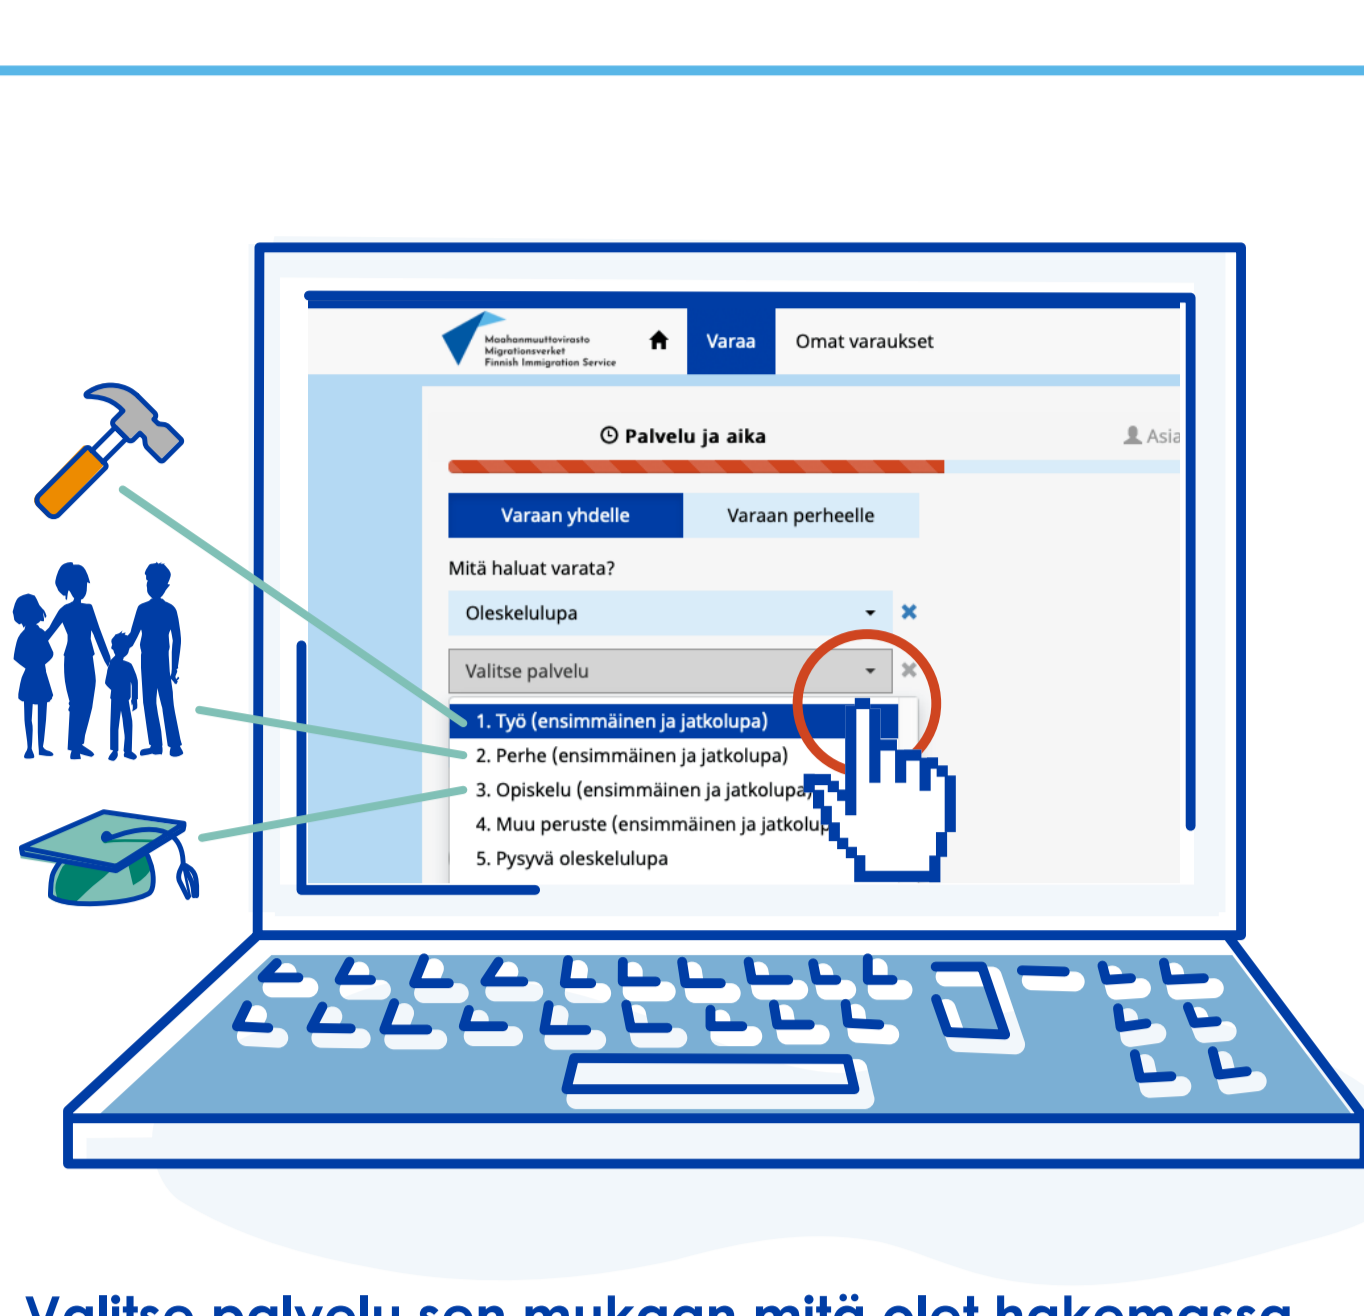 Maahanmuuttovirasto
Migrationsverket
Finnish Immigration Service
Varaa
Omat varaukset
Palvelu ja aika
Asia
Varaan yhdelle
Varaan perheelle
Mitä haluat varata?
Oleskelulupa
Valitse palvelu
1. Työ (ensimmäinen ja jatkolupa)
2. Perhe (ensimmäinen ja jatkolupa)
3. Opiskelu (ensimmäinen ja jatkolupa)
4. Muu peruste (ensimmäinen ja jatkolup
5. Pysyvä oleskelulupa
Valitse palvelu sen mukaan mitä olet hakemassa